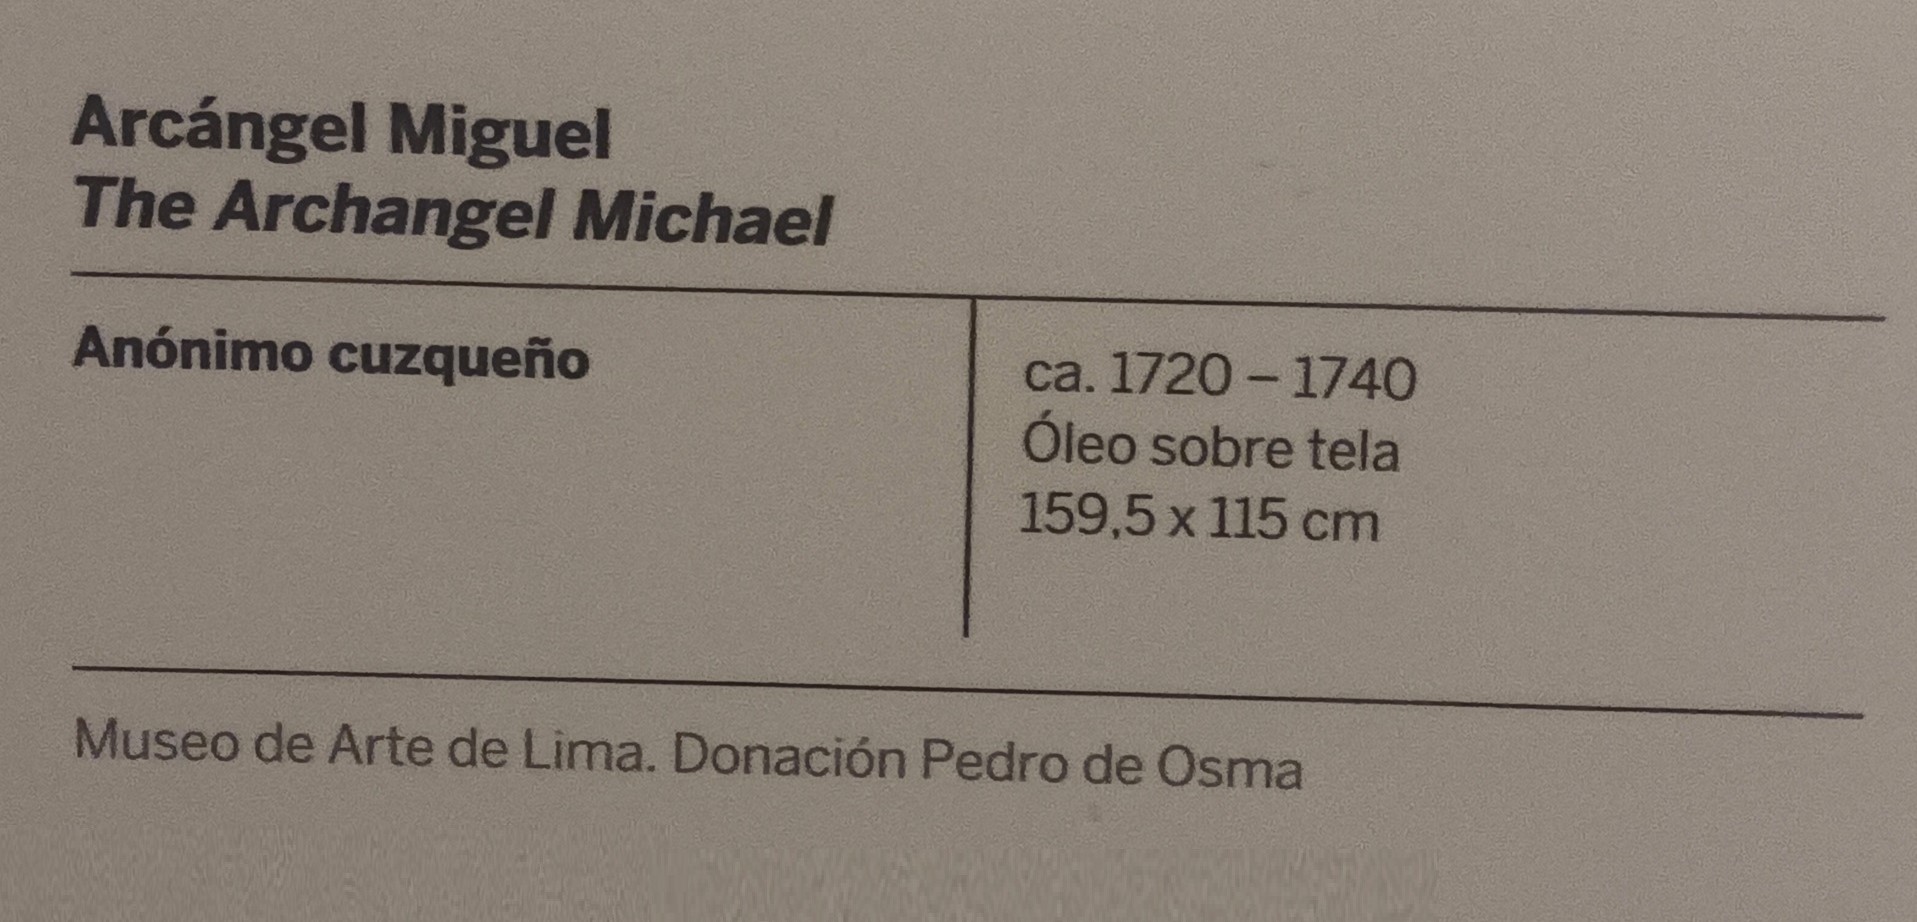 Arcángel Miguel
The Archangel Michael
Anónimo cuzqueño
ca. 1720 – 1740
Óleo sobre tela
159,5 x 115 cm
Museo de Arte de Lima. Donación Pedro de Osma